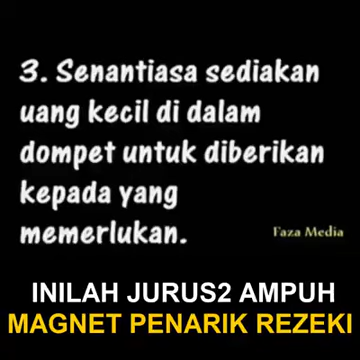 3. Senantiasa sediakan
uang kecil di dalam
dompet untuk diberikan
kepada yang
memerlukan.
Faza Media
INILAH JURUS2 AMPUH
MAGNET PENARIK REZEKI